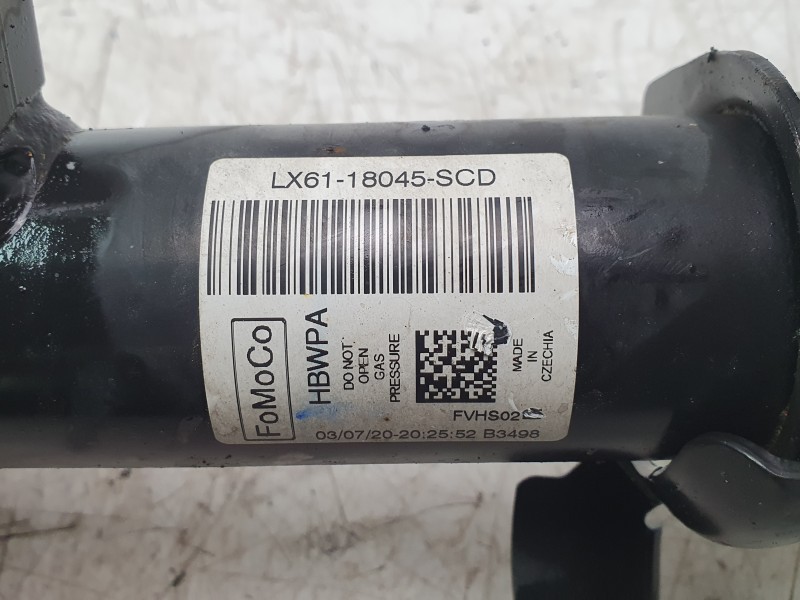 LX61-18045-SCD
FoMoCo
HBWPA
DO NOT
OPEN
GAS
PRESSURE
MADE
IN
CZECHIA
03/07/20-20:25:52 B3498